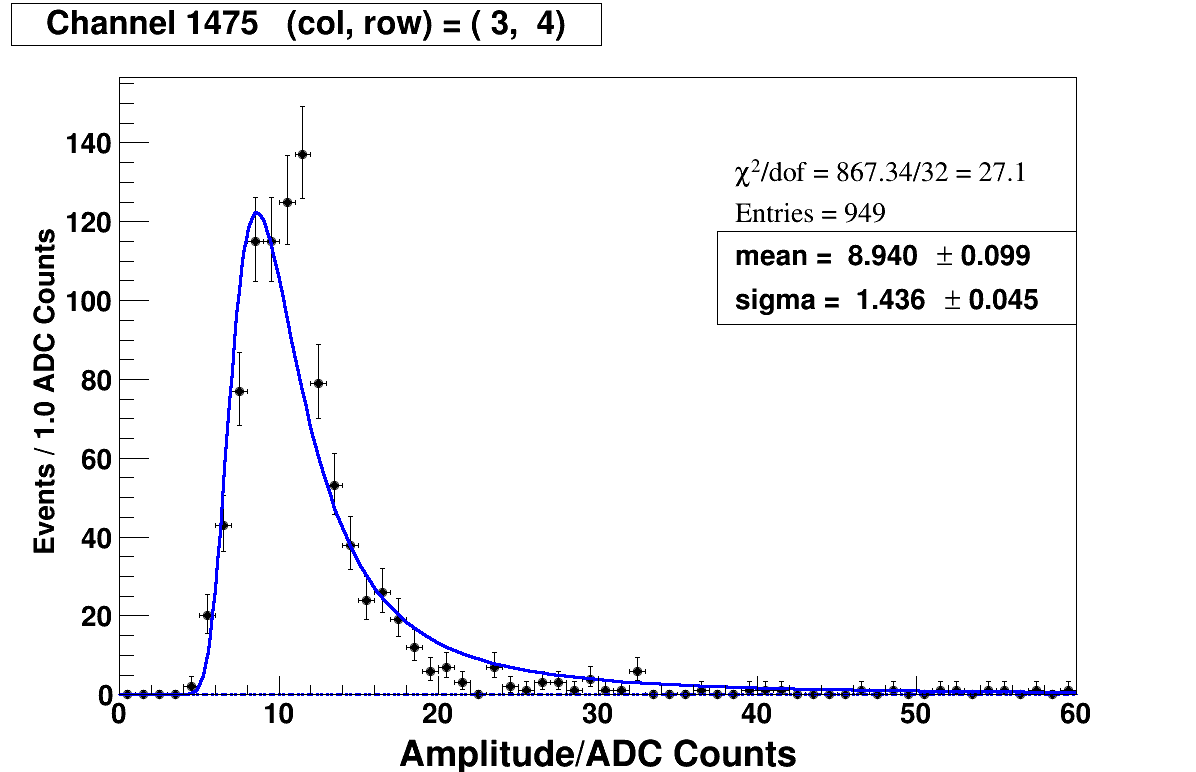 Channel 1475 (col, row) = ( 3, 4)
χ²/dof = 867.34/32 = 27.1
Entries = 949
mean = 8.940 ± 0.099
sigma = 1.436 ± 0.045
Events / 1.0 ADC Counts
140
120
100
80
60
40
20
0
0 10 20 30 40 50 60
Amplitude/ADC Counts